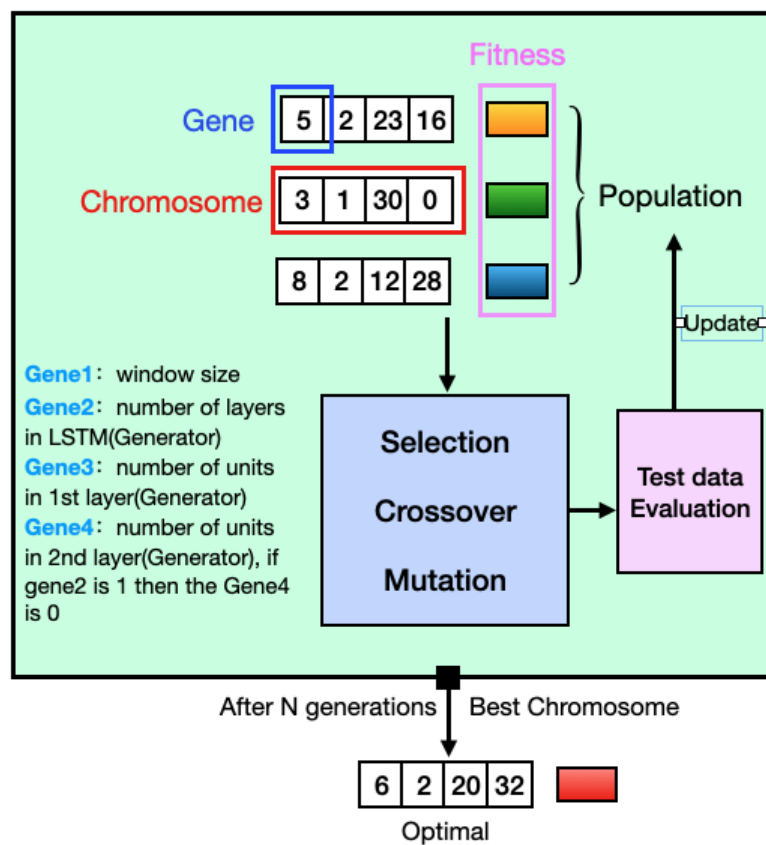 Fitness
Gene
5 2 23 16
Chromosome
3 1 30 0
Population
8 2 12 28
Update
Gene1： window size
Gene2： number of layers
in LSTM(Generator)
Gene3： number of units
in 1st layer(Generator)
Gene4： number of units
in 2nd layer(Generator), if
gene2 is 1 then the Gene4
is 0
Selection
Crossover
Mutation
Test data
Evaluation
After N generations
Best Chromosome
6 2 20 32
Optimal